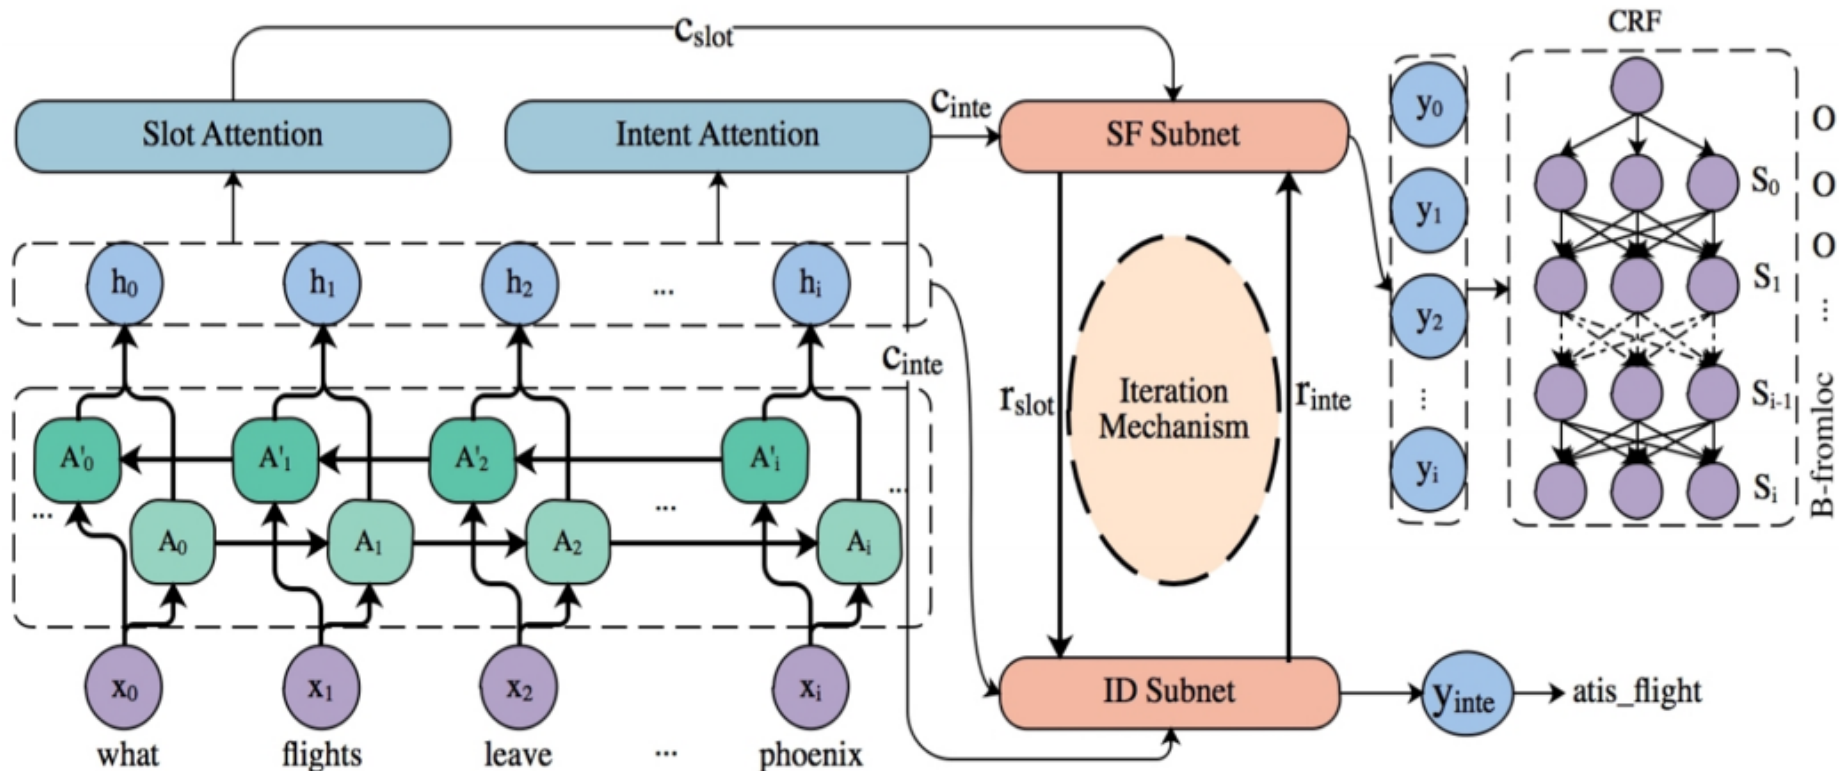 CRF
c_slot
Slot Attention
Intent Attention
c_inte
SF Subnet
y_0
y_1
y_2
⋮
y_i
S_0
S_1
S_{i-1}
S_i
O
O
O
...
B-fromloc
h_0
h_1
h_2
...
h_i
c_inte
r_slot
Iteration
Mechanism
r_inte
A'_0
A'_1
A'_2
A'_i
...
...
...
A_0
A_1
A_2
A_i
x_0
x_1
x_2
x_i
ID Subnet
y_inte
atis_flight
what
flights
leave
...
phoenix